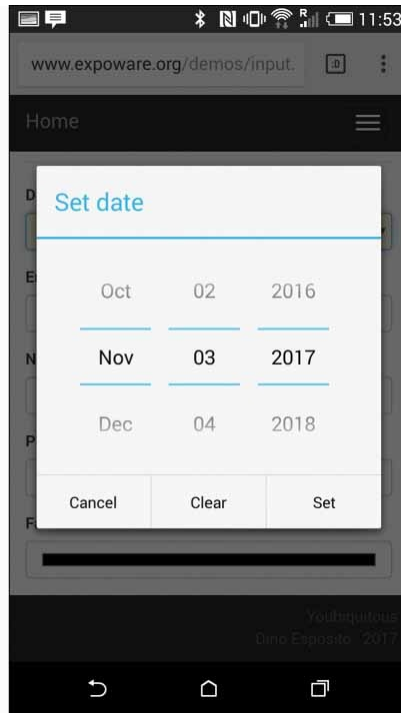 R
11:53
www.expoware.org/demos/input.
:D
Home
D
Set date
E
Oct 02 2016
Nov 03 2017
N
Dec 04 2018
P
Cancel Clear Set
Fa
Youbiquitous
Dino Esposito 2017